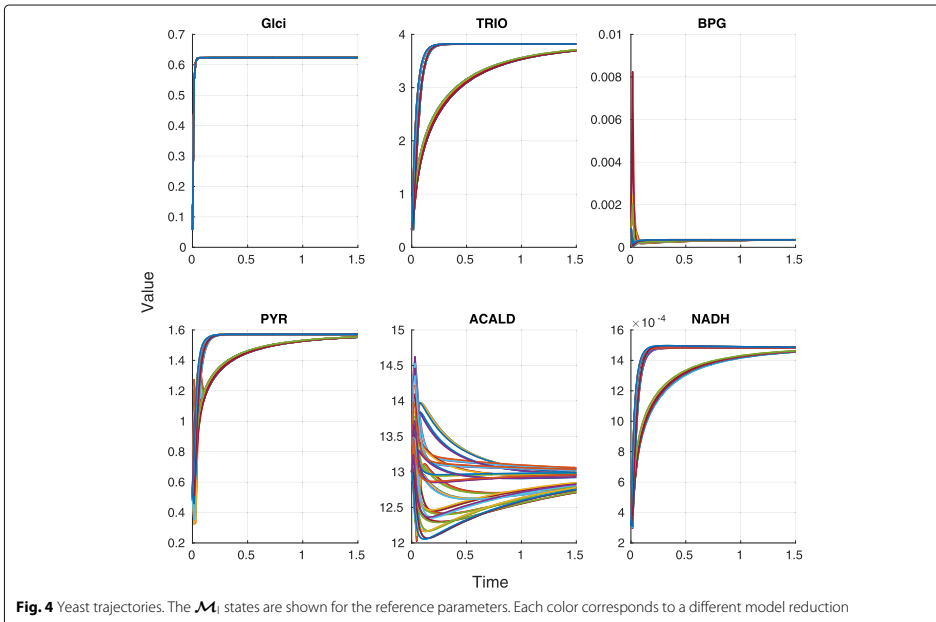 Glci
TRIO
BPG
0.7
0.6
0.5
0.4
0.3
0.2
0.1
0
0 0.5 1 1.5
4
3
2
1
0
0 0.5 1 1.5
0.01
0.008
0.006
0.004
0.002
0
0 0.5 1 1.5
Value
PYR
ACALD
NADH
1.6
1.4
1.2
1
0.8
0.6
0.4
0.2
0 0.5 1 1.5
15
14.5
14
13.5
13
12.5
12
0 0.5 1 1.5
×10⁻⁴
16
14
12
10
8
6
4
2
0 0.5 1 1.5
Time
Fig. 4 Yeast trajectories. The 𝓜ₗ states are shown for the reference parameters. Each color corresponds to a different model reduction